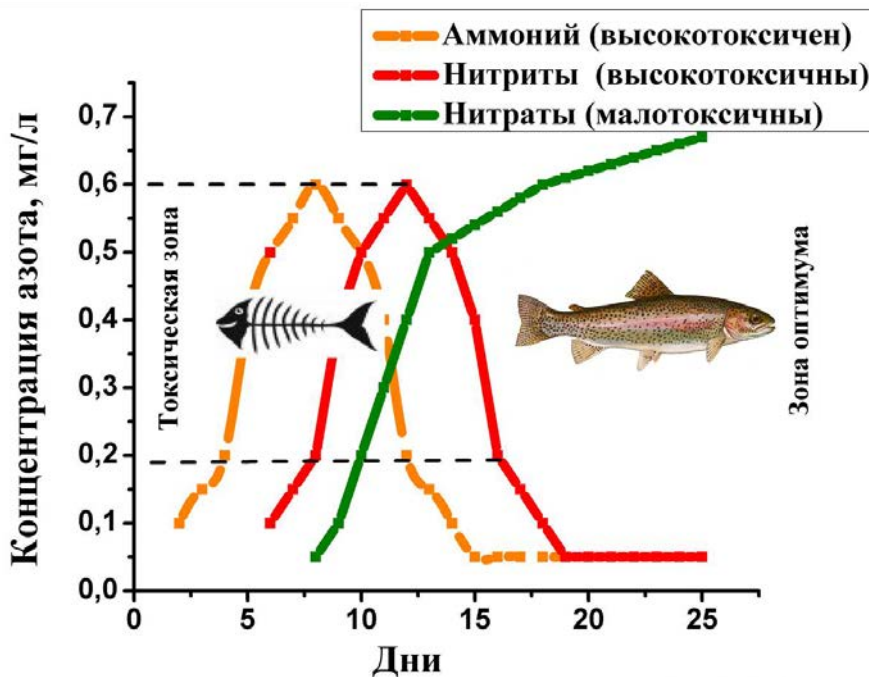 Аммоний (высокотоксичен)
Нитриты (высокотоксичны)
Нитраты (малотоксичны)
Концентрация азота, мг/л
0,7
0,6
0,5
0,4
0,3
0,2
0,1
0,0
Токсическая зона
Зона оптимума
0 5 10 15 20 25
Дни